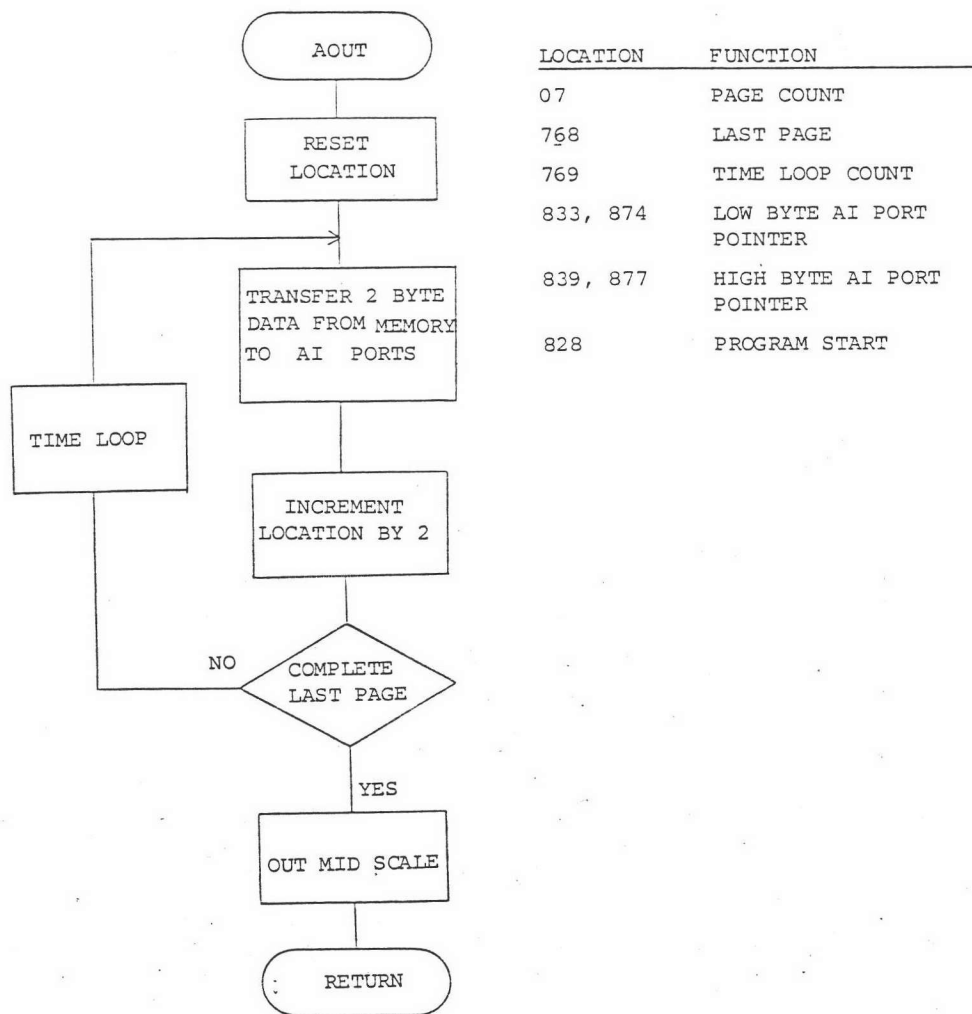 AOUT
RESET
LOCATION
TRANSFER 2 BYTE
DATA FROM MEMORY
TO AI PORTS
TIME LOOP
INCREMENT
LOCATION BY 2
NO
COMPLETE
LAST PAGE
YES
OUT MID SCALE
RETURN
LOCATION FUNCTION
07 PAGE COUNT
768 LAST PAGE
769 TIME LOOP COUNT
833, 874 LOW BYTE AI PORT
POINTER
839, 877 HIGH BYTE AI PORT
POINTER
828 PROGRAM START